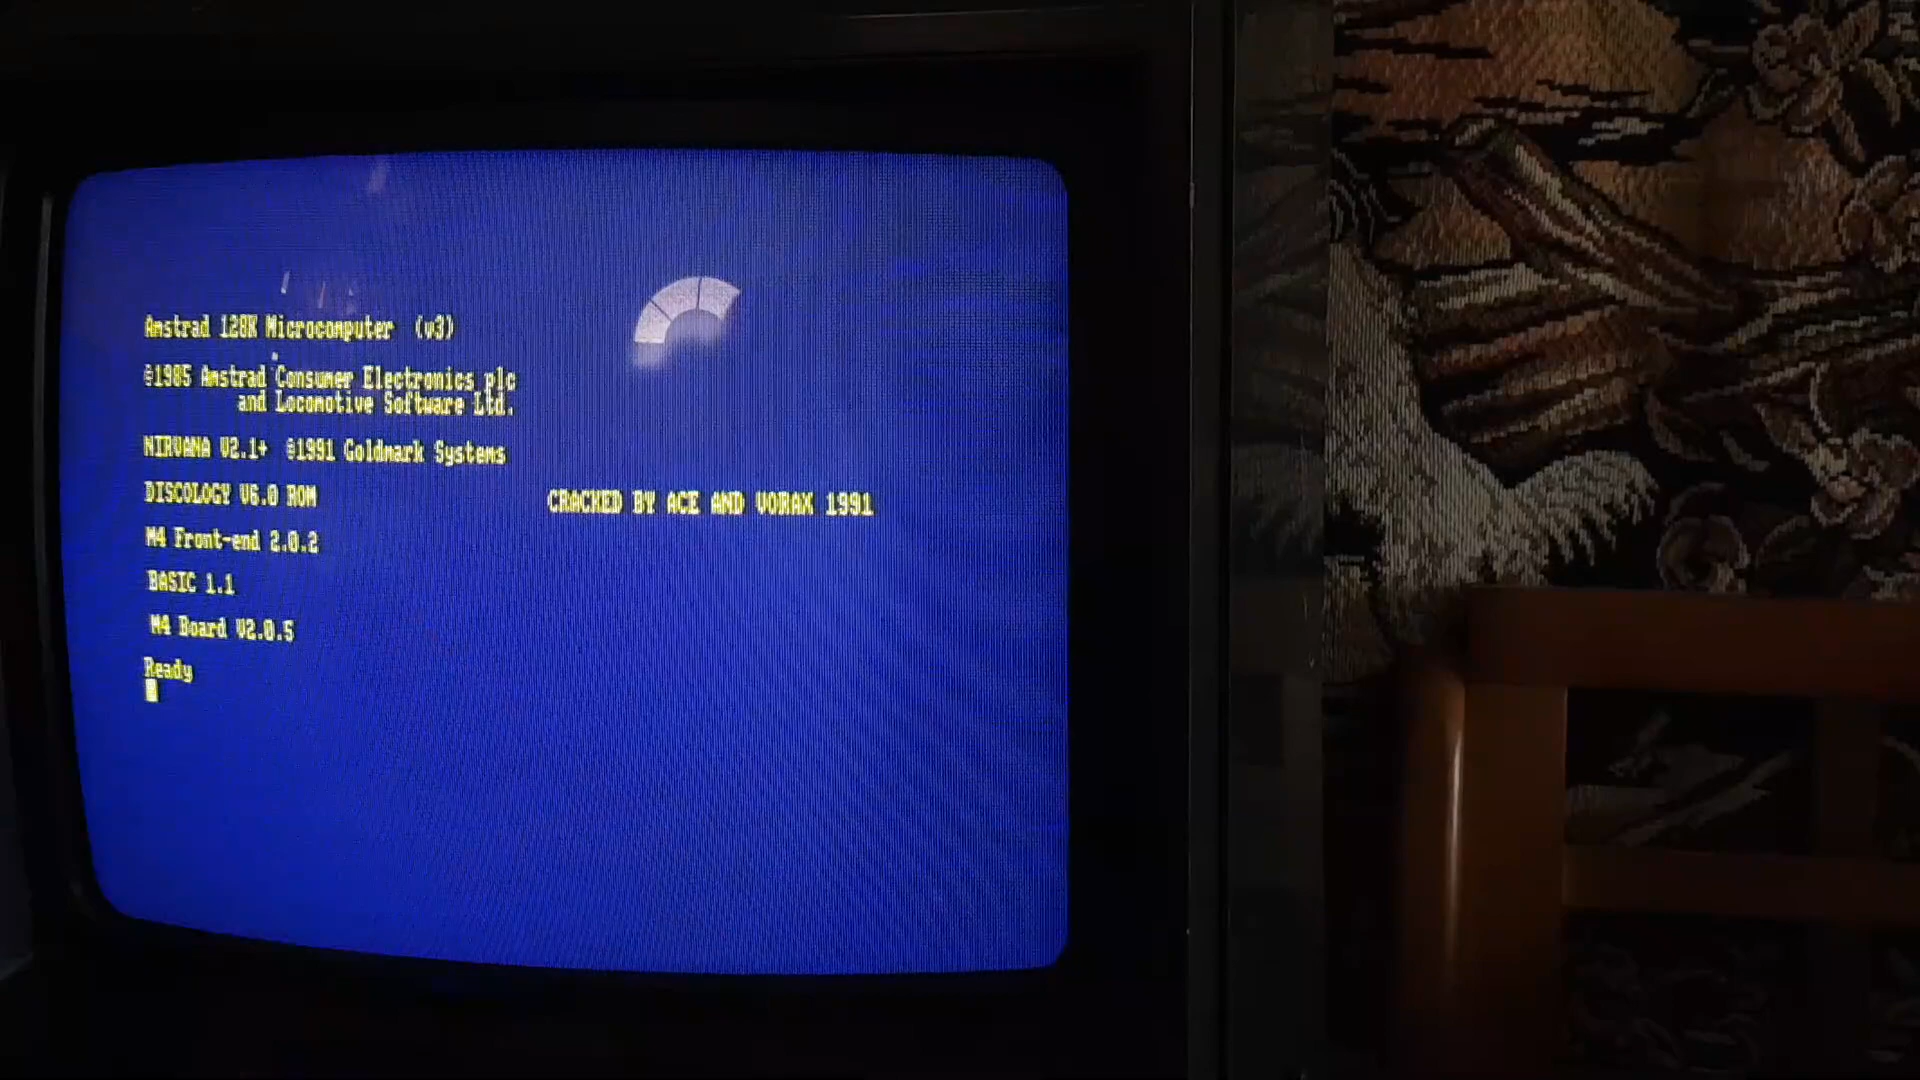 Amstrad 128K Microcomputer (v3)
©1985 Amstrad Consumer Electronics plc
and Locomotive Software Ltd.
NIRVANA V2.1+ ©1991 Goldmark Systems
DISCOLOGY V6.0 ROM CRACKED BY ACE AND VORAX 1991
M4 Front-end 2.0.2
BASIC 1.1
M4 Board V2.0.5
Ready